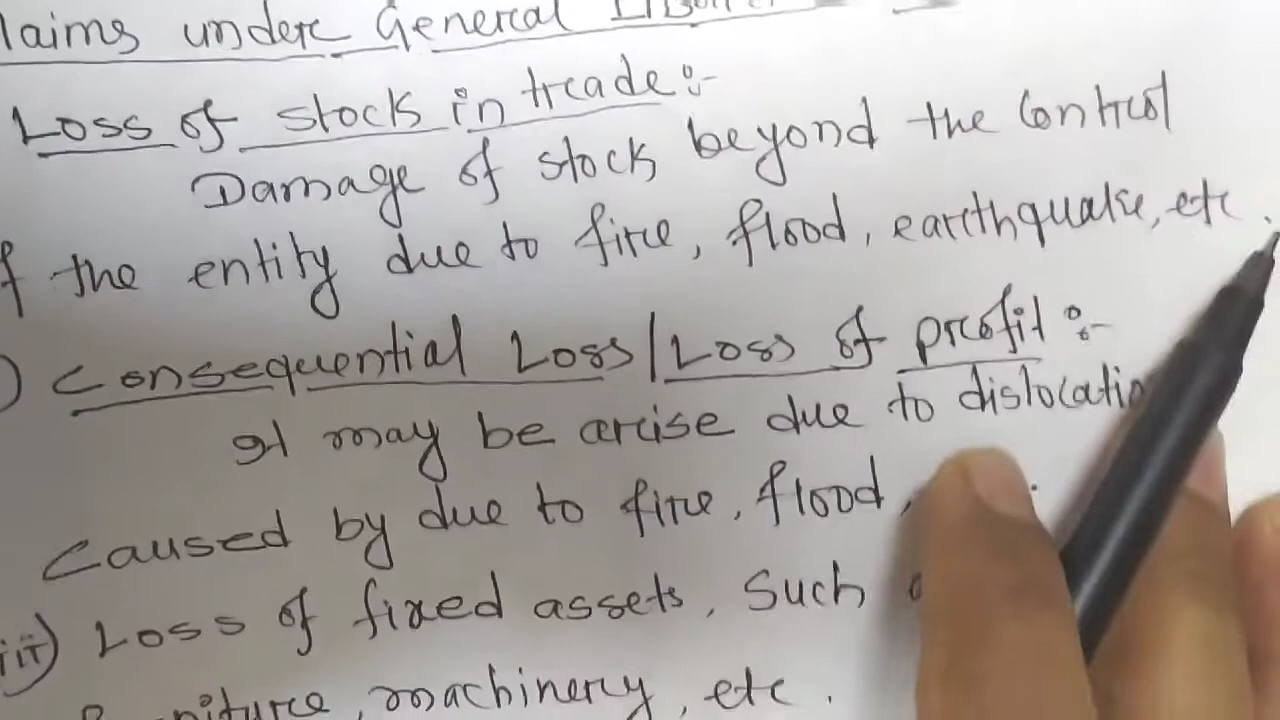 laims under General
Loss of stock in trade :-
Damage of stock beyond the control
f the entity due to fire, flood, earthquake, etc.
) Consequential Loss/Loss of profit :-
It may be arise due to dislocatio
caused by due to fire, flood,
iii) Loss of fixed assets, such
niture, machinery, etc.